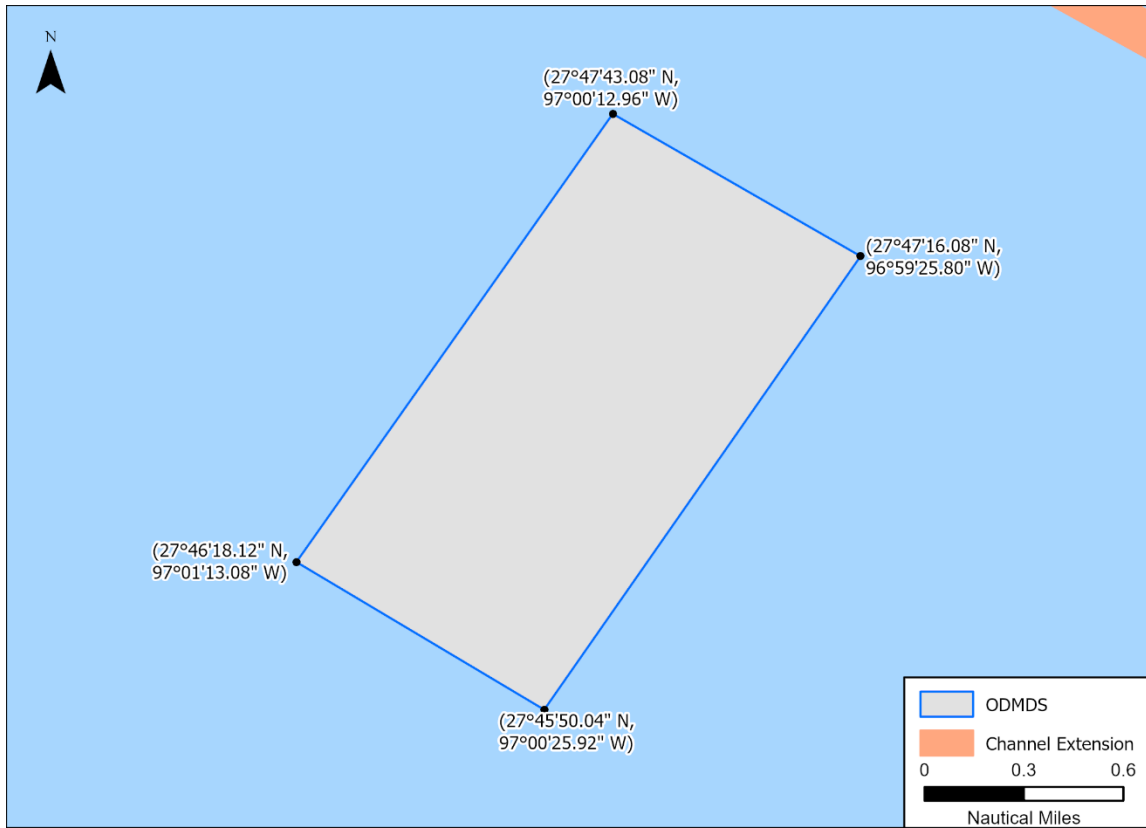 N
(27°47'43.08" N,
97°00'12.96" W)
(27°47'16.08" N,
96°59'25.80" W)
(27°46'18.12" N,
97°01'13.08" W)
(27°45'50.04" N,
97°00'25.92" W)
ODMDS
Channel Extension
0 0.3 0.6
Nautical Miles